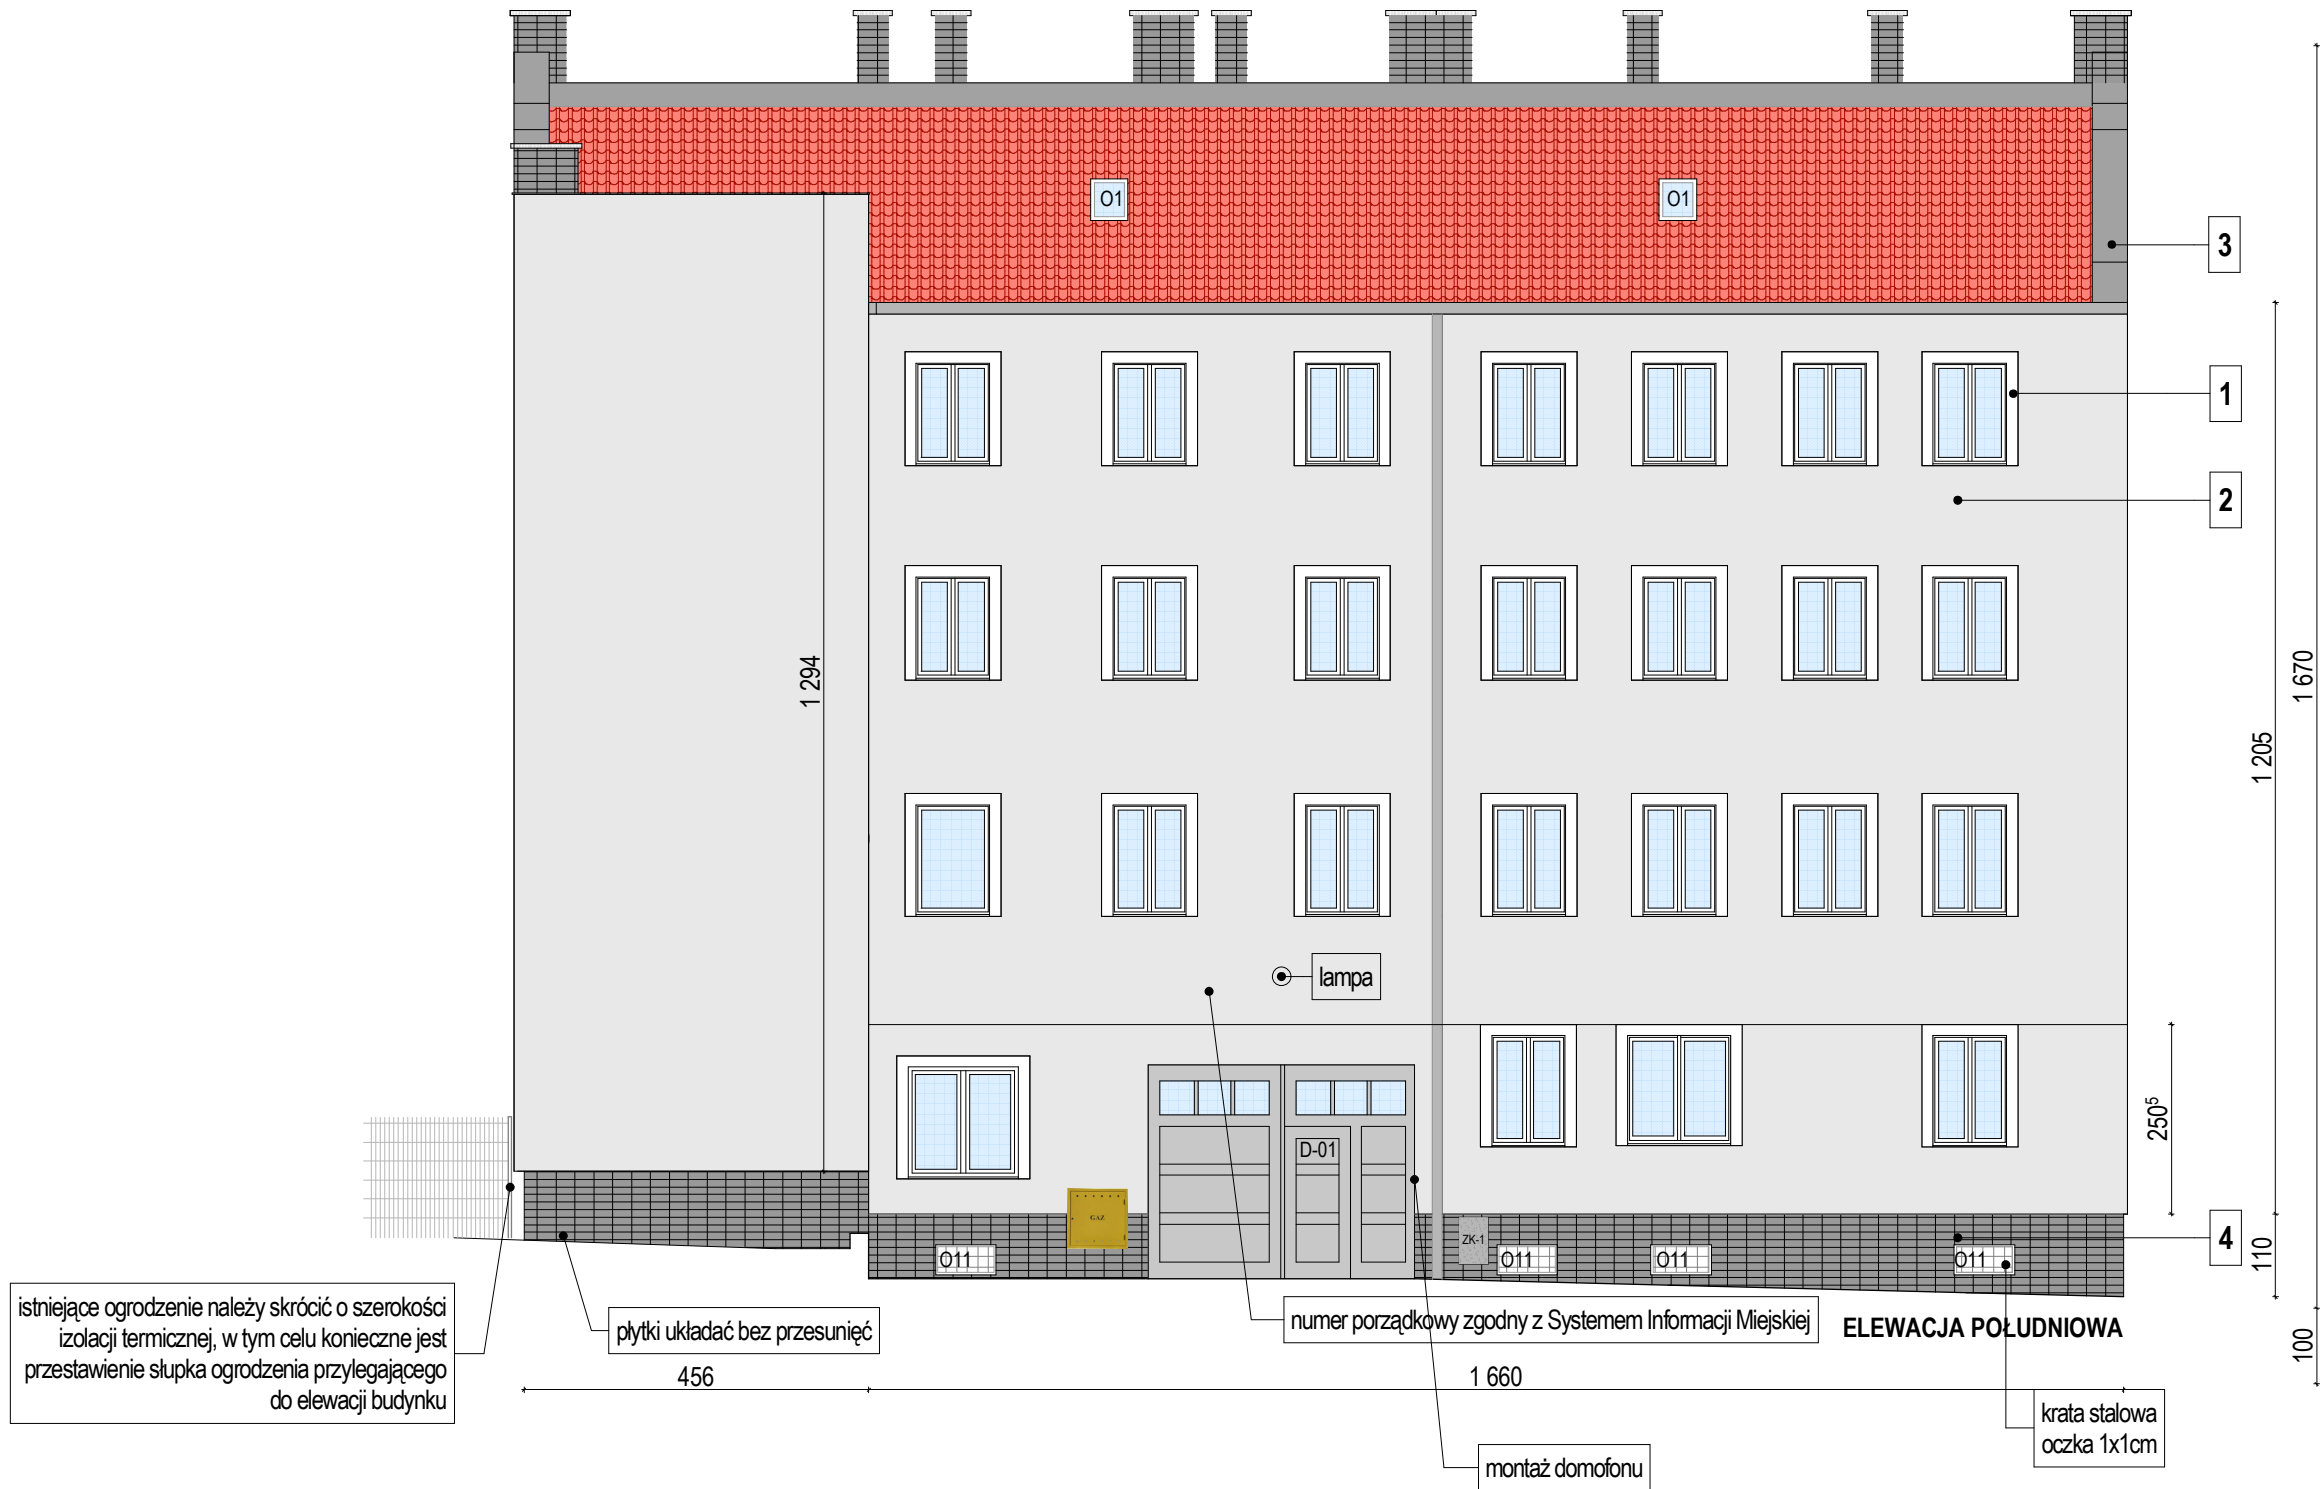 O1
O1
3
1
2
1 294
1 670
1 205
lampa
250⁵
D-01
GAZ
ZK-1
4
O11
O11
O11
O11
110
istniejące ogrodzenie należy skrócić o szerokości
izolacji termicznej, w tym celu konieczne jest
przestawienie słupka ogrodzenia przylegającego
do elewacji budynku
płytki układać bez przesunięć
numer porządkowy zgodny z Systemem Informacji Miejskiej
ELEWACJA POŁUDNIOWA
100
456
1 660
krata stalowa
oczka 1x1cm
montaż domofonu